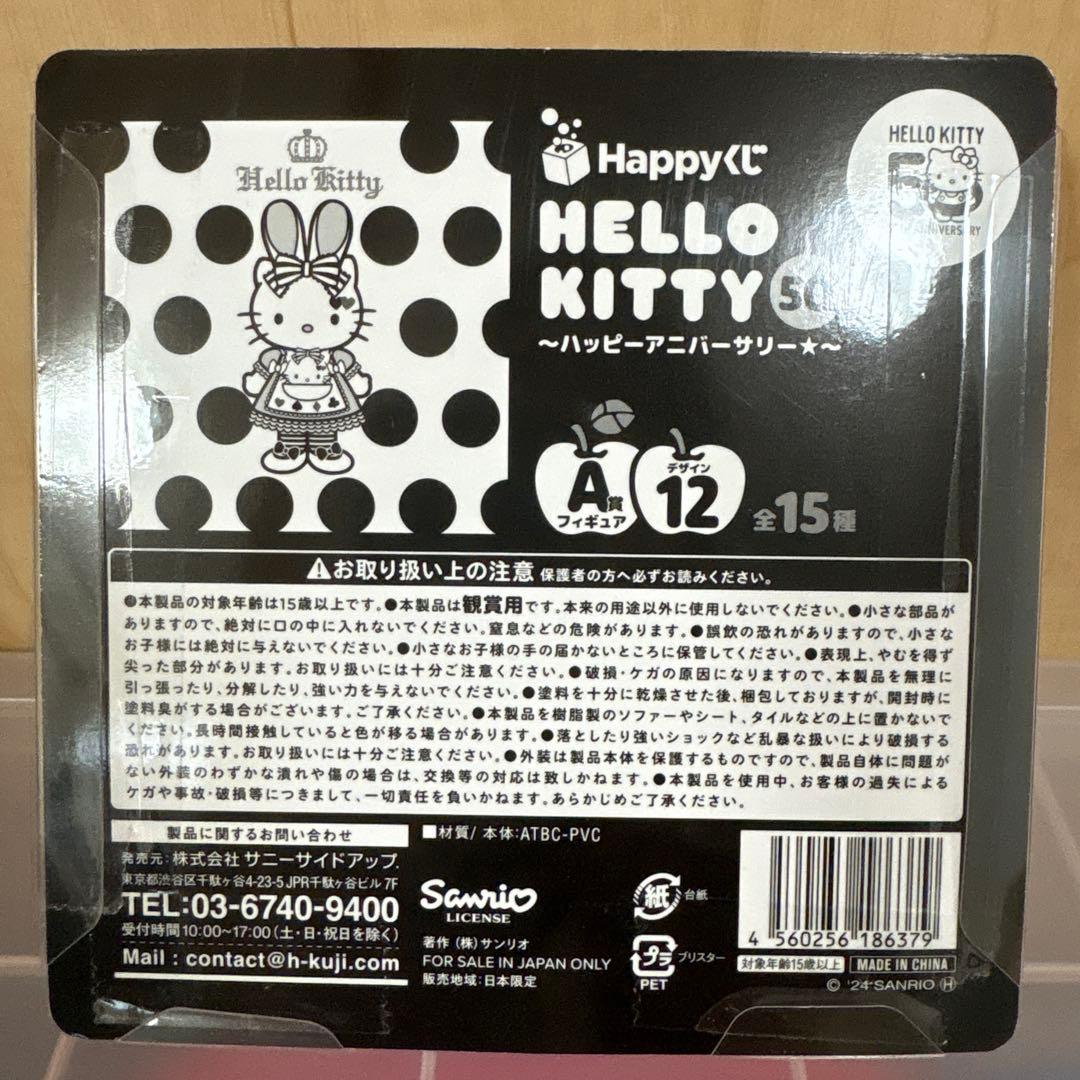 Hello Kitty
Happyくじ
HELLO KITTY
ANNIVERSARY
HELLO
KITTY 50
～ハッピーアニバーサリー★～
A賞
フィギュア
デザイン
12
全15種
⚠お取り扱い上の注意 保護者の方へ必ずお読みください。
●本製品の対象年齢は15歳以上です。●本製品は観賞用です。本来の用途以外に使用しないでください。●小さな部品が
ありますので、絶対に口の中に入れないでください。窒息などの危険があります。●誤飲の恐れがありますので、小さな
お子様には絶対に与えないでください。●小さなお子様の手の届かないところに保管してください。●表現上、やむを得ず
尖った部分があります。お取り扱いには十分ご注意ください。●破損・ケガの原因になりますので、本製品を無理に
引っ張ったり、分解したり、強い力を与えないでください。●塗料を十分に乾燥させた後、梱包しておりますが、開封時に
塗料臭がする場合がございます。ご了承ください。●本製品を樹脂製のソファーやシート、タイルなどの上に置かないで
ください。長時間接触していると色が移る場合があります。●落としたり強いショックなど乱暴な扱いにより破損する
恐れがあります。お取り扱いには十分ご注意ください。●外装は製品本体を保護するものですので、製品自体に問題が
ない外装のわずかな潰れや傷の場合は、交換等の対応は致しかねます。●本製品を使用中、お客様の過失による
ケガや事故・破損等につきまして、一切責任を負いかねます。あらかじめご了承ください。
製品に関するお問い合わせ
発売元:株式会社 サニーサイドアップ.
東京都渋谷区千駄ヶ谷4-23-5 JPR千駄ヶ谷ビル 7F
TEL:03-6740-9400
受付時間 10:00～17:00(土・日・祝日を除く)
Mail : contact@h-kuji.com
■材質/ 本体:ATBC-PVC
Sanrio
LICENSE
著作 (株)サンリオ
FOR SALE IN JAPAN ONLY
販売地域:日本限定
紙 台紙
プラ ブリスター
PET
4 560256 186379
対象年齢15歳以上 MADE IN CHINA
© '24 SANRIO Ⓗ